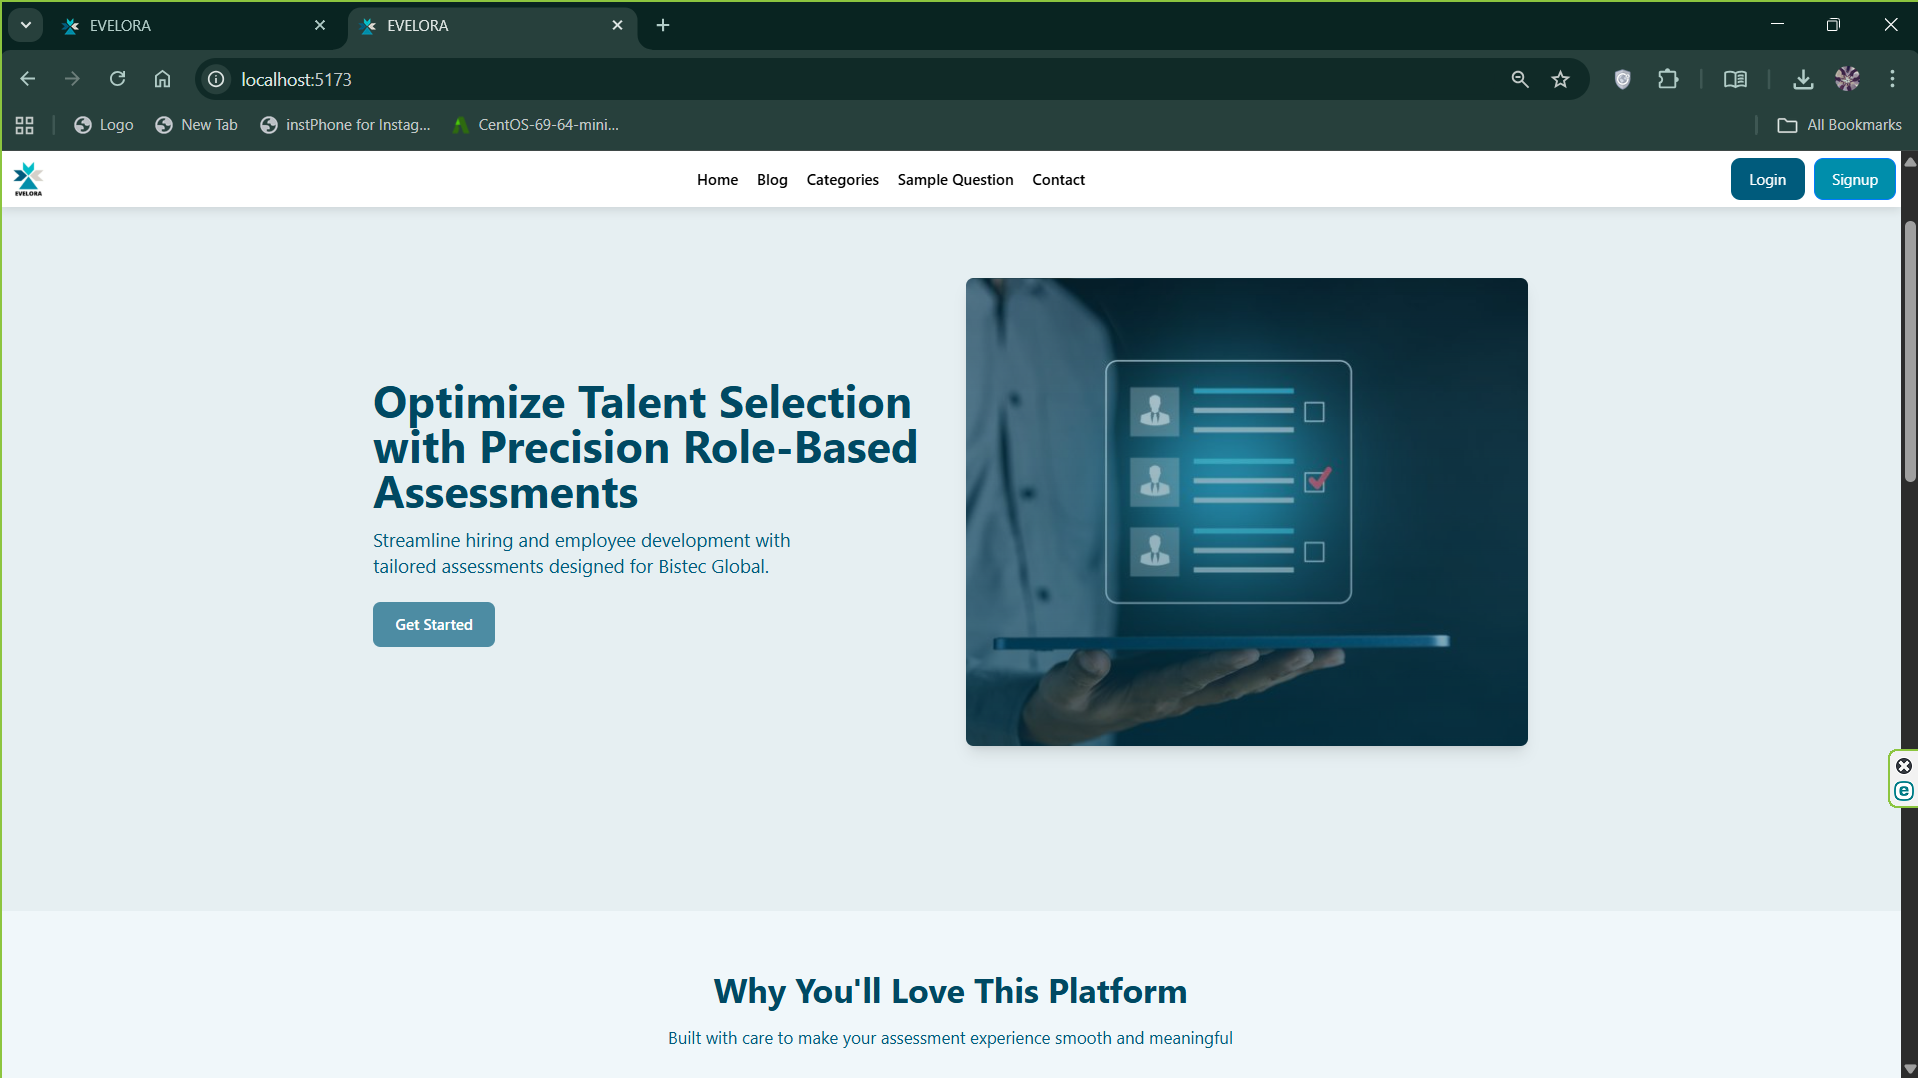 EVELORA
EVELORA
localhost:5173
Logo
New Tab
instPhone for Instag...
CentOS-69-64-mini...
All Bookmarks
EVELORA
Home
Blog
Categories
Sample Question
Contact
Login
Signup
Optimize Talent Selection
with Precision Role-Based
Assessments
Streamline hiring and employee development with
tailored assessments designed for Bistec Global.
Get Started
Why You'll Love This Platform
Built with care to make your assessment experience smooth and meaningful